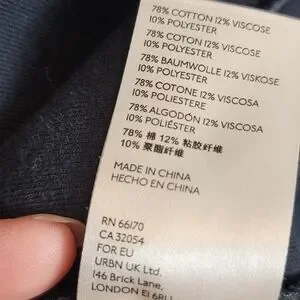 78% COTTON 12% VISCOSE
10% POLYESTER
78% COTON 12% VISCOSE
10% POLYESTER
78% BAUMWOLLE 12% VISKOSE
10% POLYESTER
78% COTONE 12% VISCOSA
10% POLIESTERE
78% ALGODÓN 12% VISCOSA
10% POLIÉSTER
78% 棉 12% 粘胶纤维
10% 聚酯纤维
MADE IN CHINA
HECHO EN CHINA
RN 66170
CA 32054
FOR EU
URBN UK Ltd.
146 Brick Lane,
LONDON E1 6RU